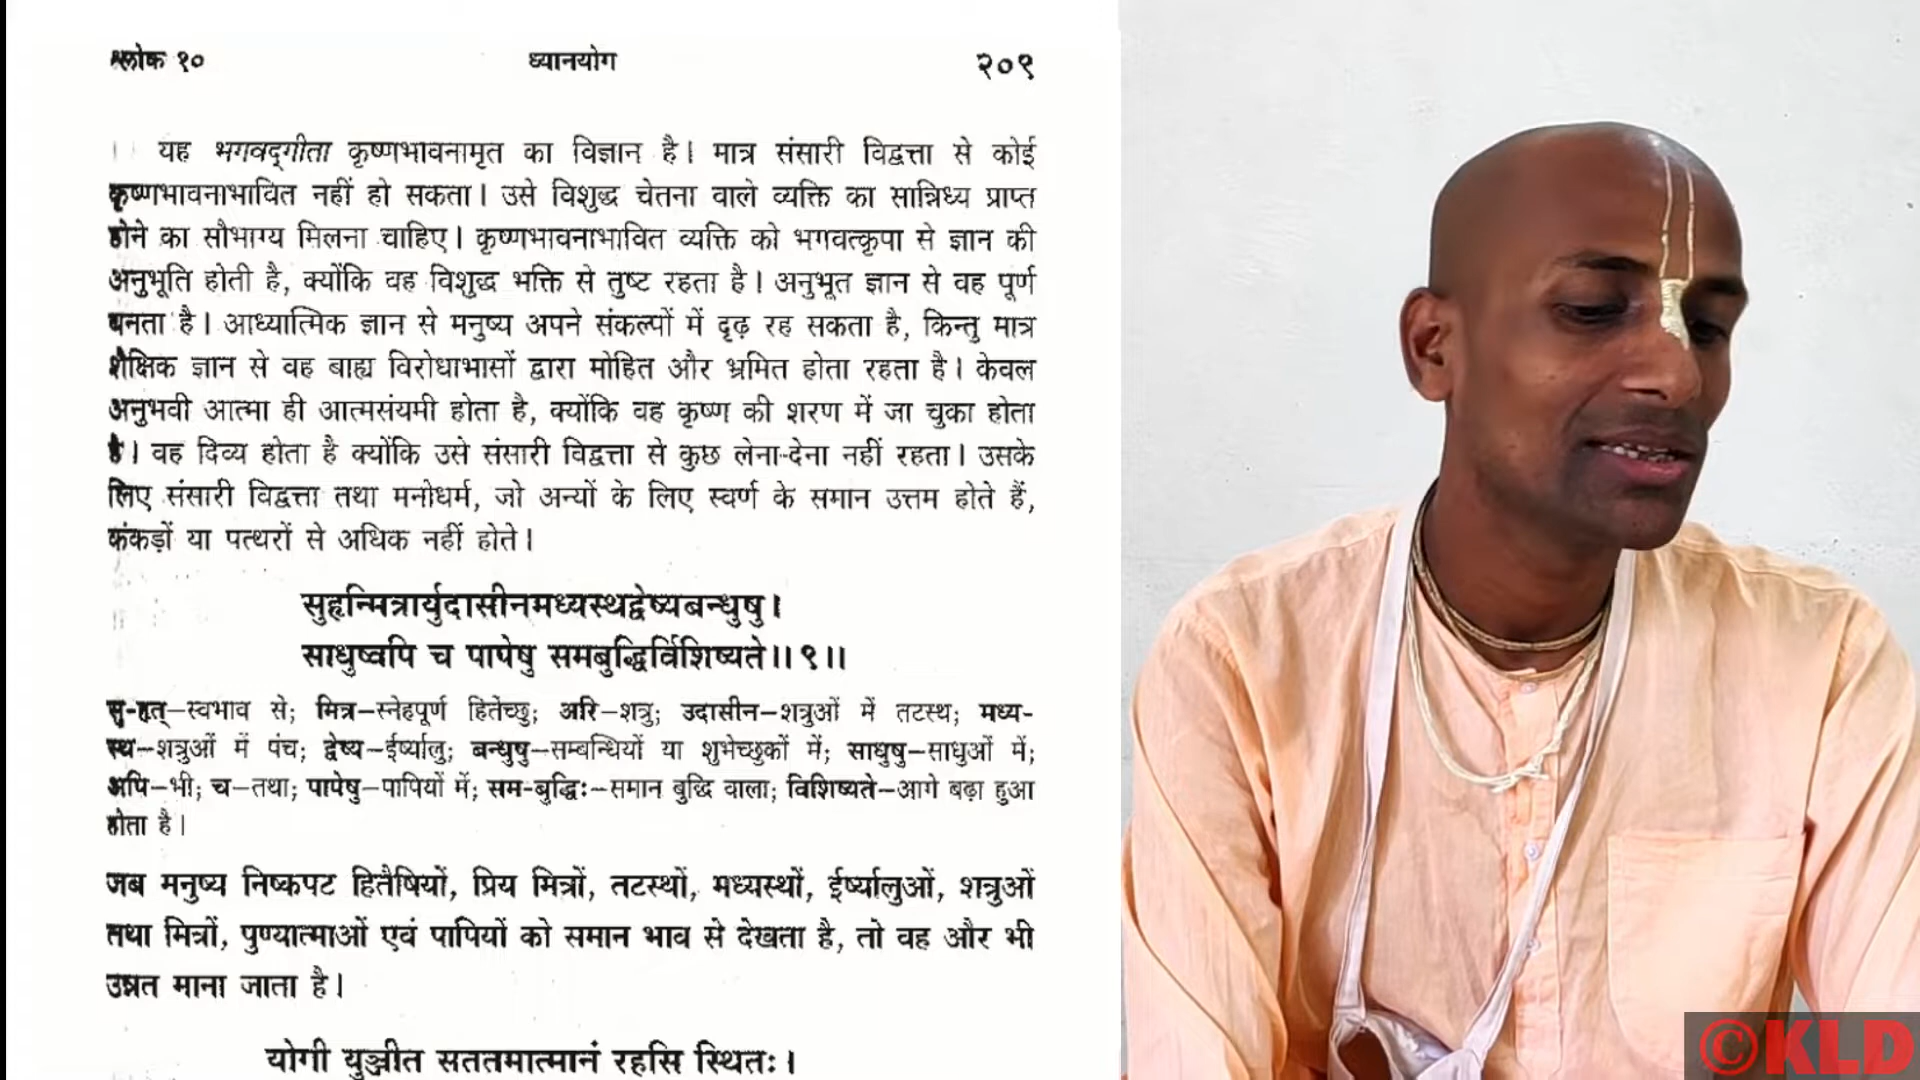 श्लोक १०
ध्यानयोग
२०९
यह भगवद्‌गीता कृष्णभावनामृत का विज्ञान है। मात्र संसारी विद्वत्ता से कोई
कृष्णभावनाभावित नहीं हो सकता। उसे विशुद्ध चेतना वाले व्यक्ति का सान्निध्य प्राप्त
होने का सौभाग्य मिलना चाहिए। कृष्णभावनाभावित व्यक्ति को भगवत्कृपा से ज्ञान की
अनुभूति होती है, क्योंकि वह विशुद्ध भक्ति से तुष्ट रहता है। अनुभूत ज्ञान से वह पूर्ण
बनता है। आध्यात्मिक ज्ञान से मनुष्य अपने संकल्पों में दृढ़ रह सकता है, किन्तु मात्र
शैक्षिक ज्ञान से वह बाह्य विरोधाभासों द्वारा मोहित और भ्रमित होता रहता है। केवल
अनुभवी आत्मा ही आत्मसंयमी होता है, क्योंकि वह कृष्ण की शरण में जा चुका होता
है। वह दिव्य होता है क्योंकि उसे संसारी विद्वत्ता से कुछ लेना-देना नहीं रहता। उसके
लिए संसारी विद्वत्ता तथा मनोधर्म, जो अन्यों के लिए स्वर्ण के समान उत्तम होते हैं,
कंकड़ों या पत्थरों से अधिक नहीं होते।
सुहृन्मित्रार्युदासीनमध्यस्थद्वेष्यबन्धुषु।
साधुष्वपि च पापेषु समबुद्धिर्विशिष्यते॥९॥
सु-हृत्–स्वभाव से; मित्र–स्नेहपूर्ण हितेच्छु; अरि–शत्रु; उदासीन–शत्रुओं में तटस्थ; मध्य-
स्थ–शत्रुओं में पंच; द्वेष्य–ईर्ष्यालु; बन्धुषु–सम्बन्धियों या शुभेच्छुकों में; साधुषु–साधुओं में;
अपि–भी; च–तथा; पापेषु–पापियों में; सम-बुद्धिः–समान बुद्धि वाला; विशिष्यते–आगे बढ़ा हुआ
होता है।
जब मनुष्य निष्कपट हितैषियों, प्रिय मित्रों, तटस्थों, मध्यस्थों, ईर्ष्यालुओं, शत्रुओं
तथा मित्रों, पुण्यात्माओं एवं पापियों को समान भाव से देखता है, तो वह और भी
उन्नत माना जाता है।
योगी युञ्जीत सततमात्मानं रहसि स्थितः।
©KLD